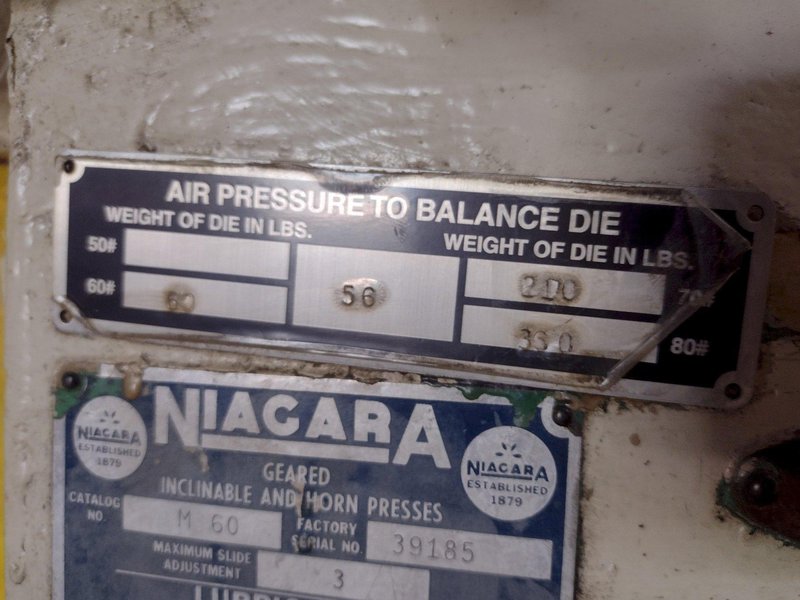 AIR PRESSURE TO BALANCE DIE
WEIGHT OF DIE IN LBS.
WEIGHT OF DIE IN LBS.
50#
60#
56
210
70#
80#
NIAGARA
NIAGARA
ESTABLISHED
1879
NIAGARA
ESTABLISHED
1879
GEARED
INCLINABLE AND HORN PRESSES
CATALOG NO. M 60
FACTORY SERIAL NO. 39185
MAXIMUM SLIDE ADJUSTMENT 3